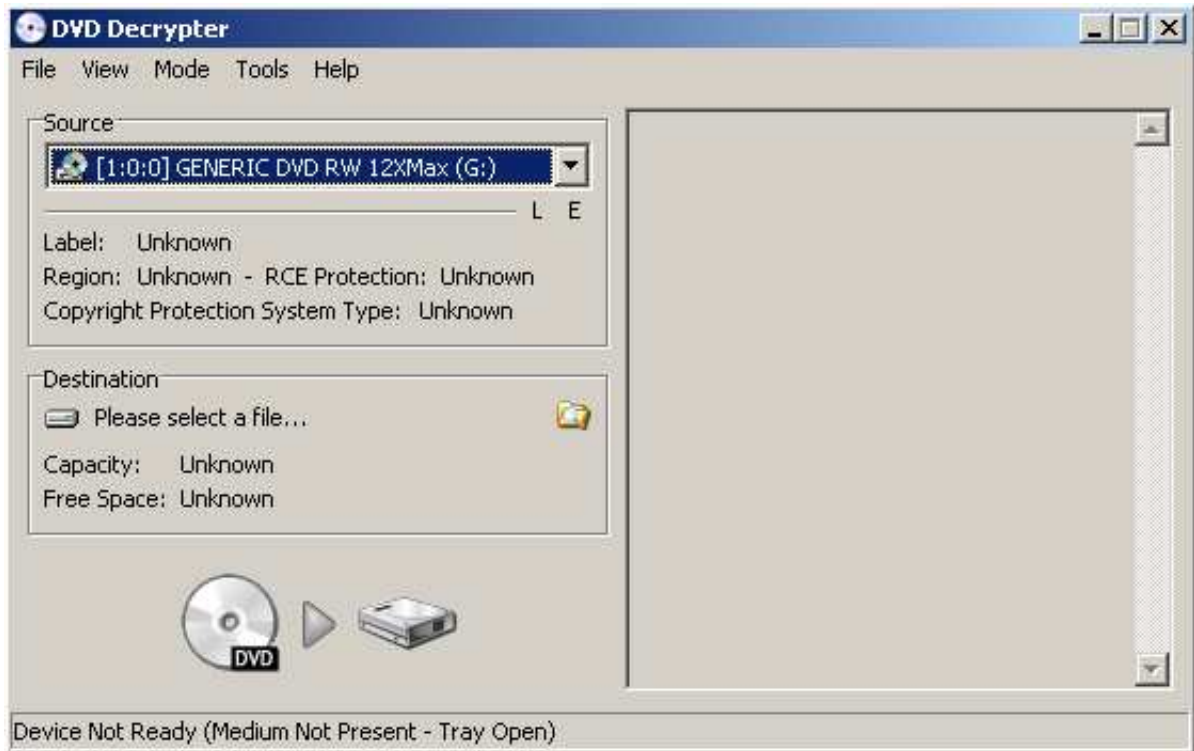 DVD Decrypter
File View Mode Tools Help
Source
[1:0:0] GENERIC DVD RW 12XMax (G:)
L E
Label: Unknown
Region: Unknown - RCE Protection: Unknown
Copyright Protection System Type: Unknown
Destination
Please select a file...
Capacity: Unknown
Free Space: Unknown
DVD
Device Not Ready (Medium Not Present - Tray Open)